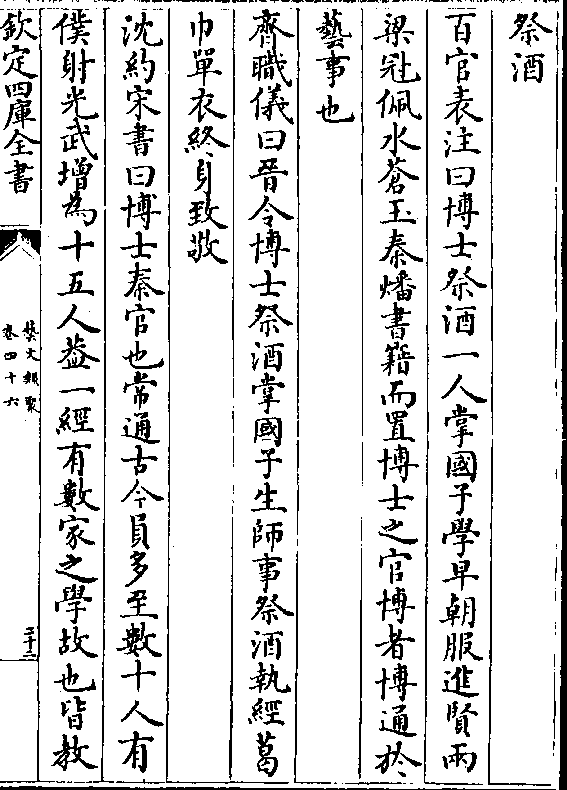 祭酒
百官表注曰博士祭酒一人掌國子學早朝服進賢兩
梁冠佩水蒼玉秦燔書籍而置博士之官博者博通於
藝事也
齊職儀曰晉令博士祭酒掌國子生師事祭酒執經葛
巾單衣終身致敬
沈約宋書曰博士秦官也常通古今員多至數十人有
僕射光武增為十五人葢一經有數家之學故也皆教
欽定四庫全書
藝文類聚
卷四十六
三十三